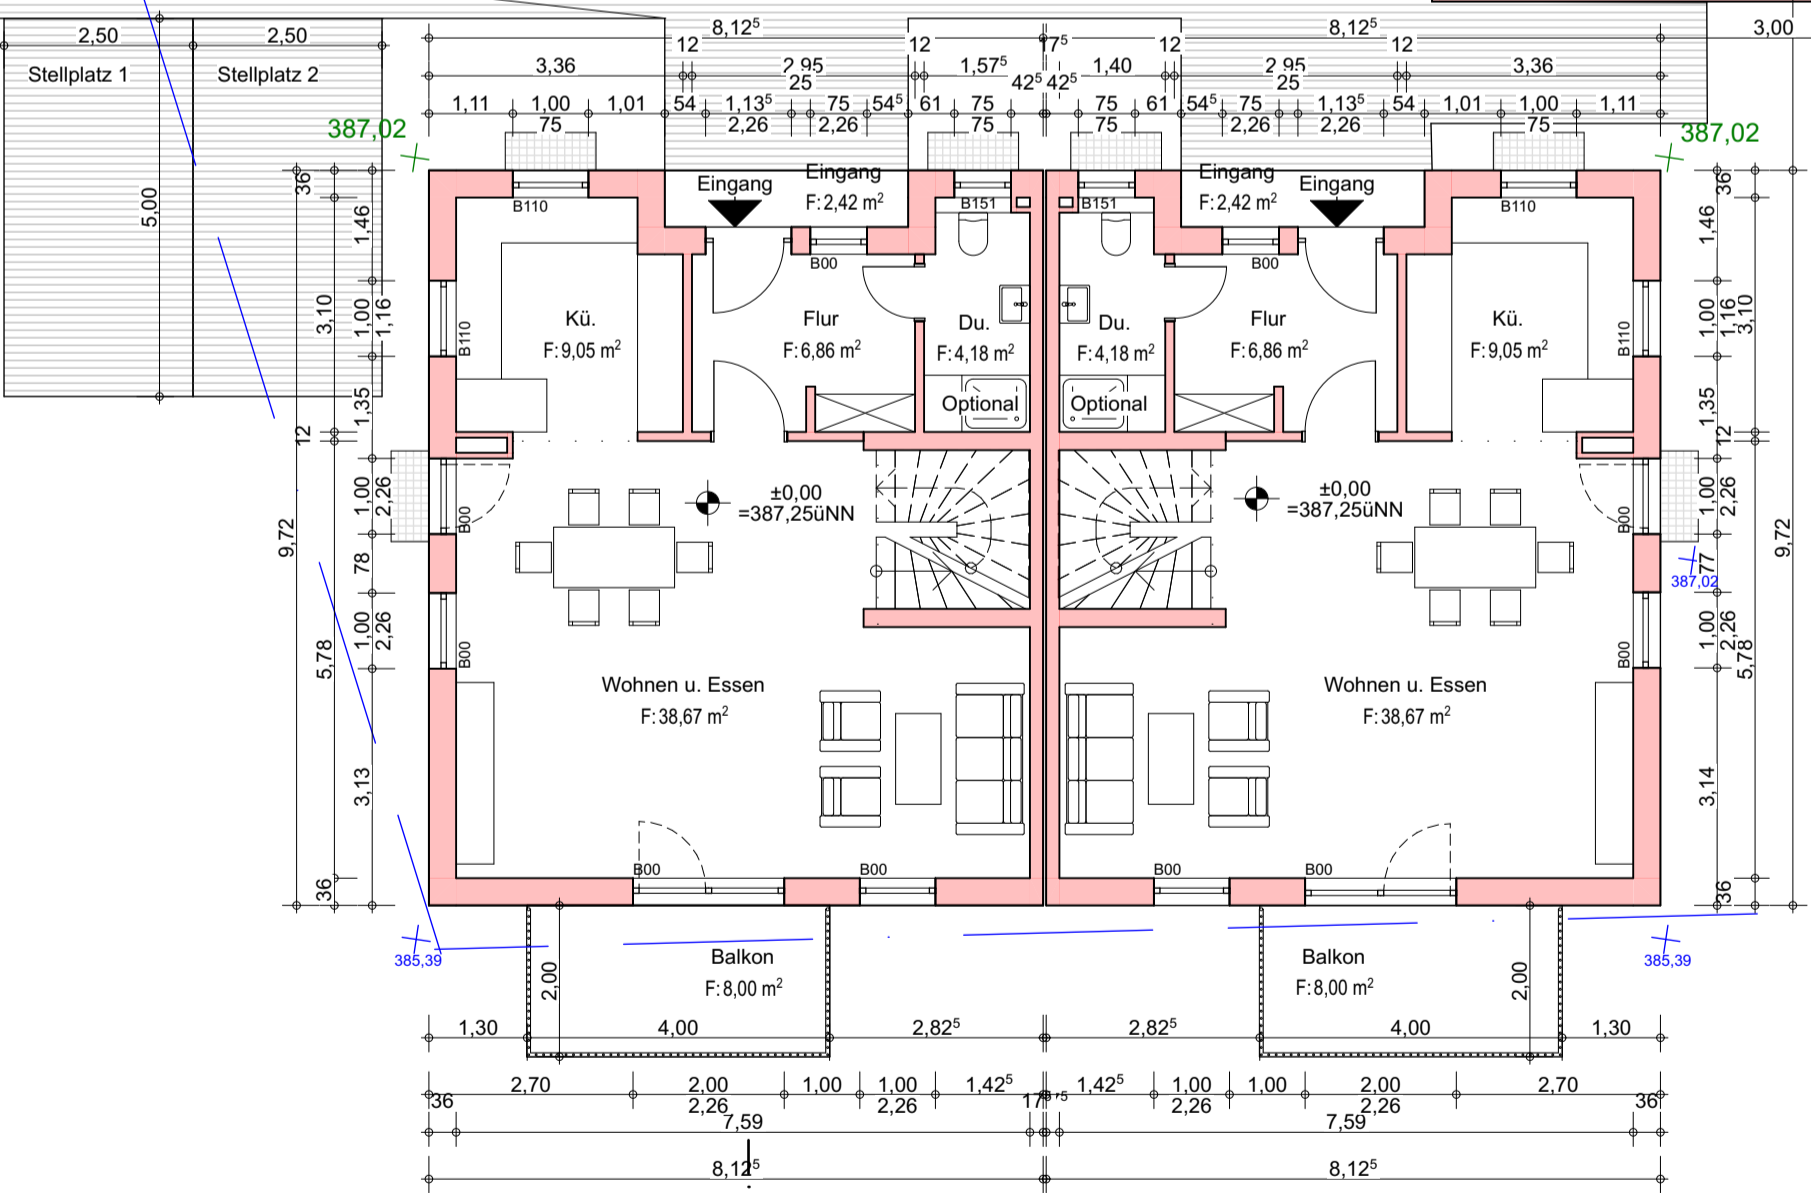 8,12⁵ 8,12⁵ 3,00
2,50 2,50 12 12 17⁵ 12 12
Stellplatz 1 Stellplatz 2 3,36 2,95 1,57⁵ 1,40 2,95 3,36
25 42⁵ 42⁵ 25
1,11 1,00 1,01 54 1,13⁵ 75 54⁵ 61 75 75 61 54⁵ 75 1,13⁵ 54 1,01 1,00 1,11
75 2,26 2,26 75 75 2,26 2,26 75
387,02 387,02
Eingang Eingang
Eingang Eingang
F:2,42 m² F:2,42 m²
B110 B151 B151 B110
36 36
5,00 1,46 1,46
B00 B00
3,10 1,00 1,16 B110 B110 1,00 1,16 3,10
Kü. Flur Du. Du. Flur Kü.
F:9,05 m² F:6,86 m² F:4,18 m² F:4,18 m² F:6,86 m² F:9,05 m²
1,35 Optional Optional 1,35
12 12
1,00 2,26 B00 ±0,00 ±0,00 B00 1,00 2,26
=387,25üNN =387,25üNN
9,72 9,72
78 77
387,02
1,00 2,26 B00 B00 1,00 2,26
5,78 5,78
Wohnen u. Essen Wohnen u. Essen
F:38,67 m² F:38,67 m²
3,13 3,14
B00 B00 B00 B00
36 36
385,39 385,39
Balkon Balkon
F:8,00 m² F:8,00 m²
2,00 2,00
1,30 4,00 2,82⁵ 2,82⁵ 4,00 1,30
2,70 2,00 1,00 1,00 1,42⁵ 1,42⁵ 1,00 1,00 2,00 2,70
36 2,26 2,26 2,26 2,26 36
7,59 7,59
8,12⁵ 8,12⁵